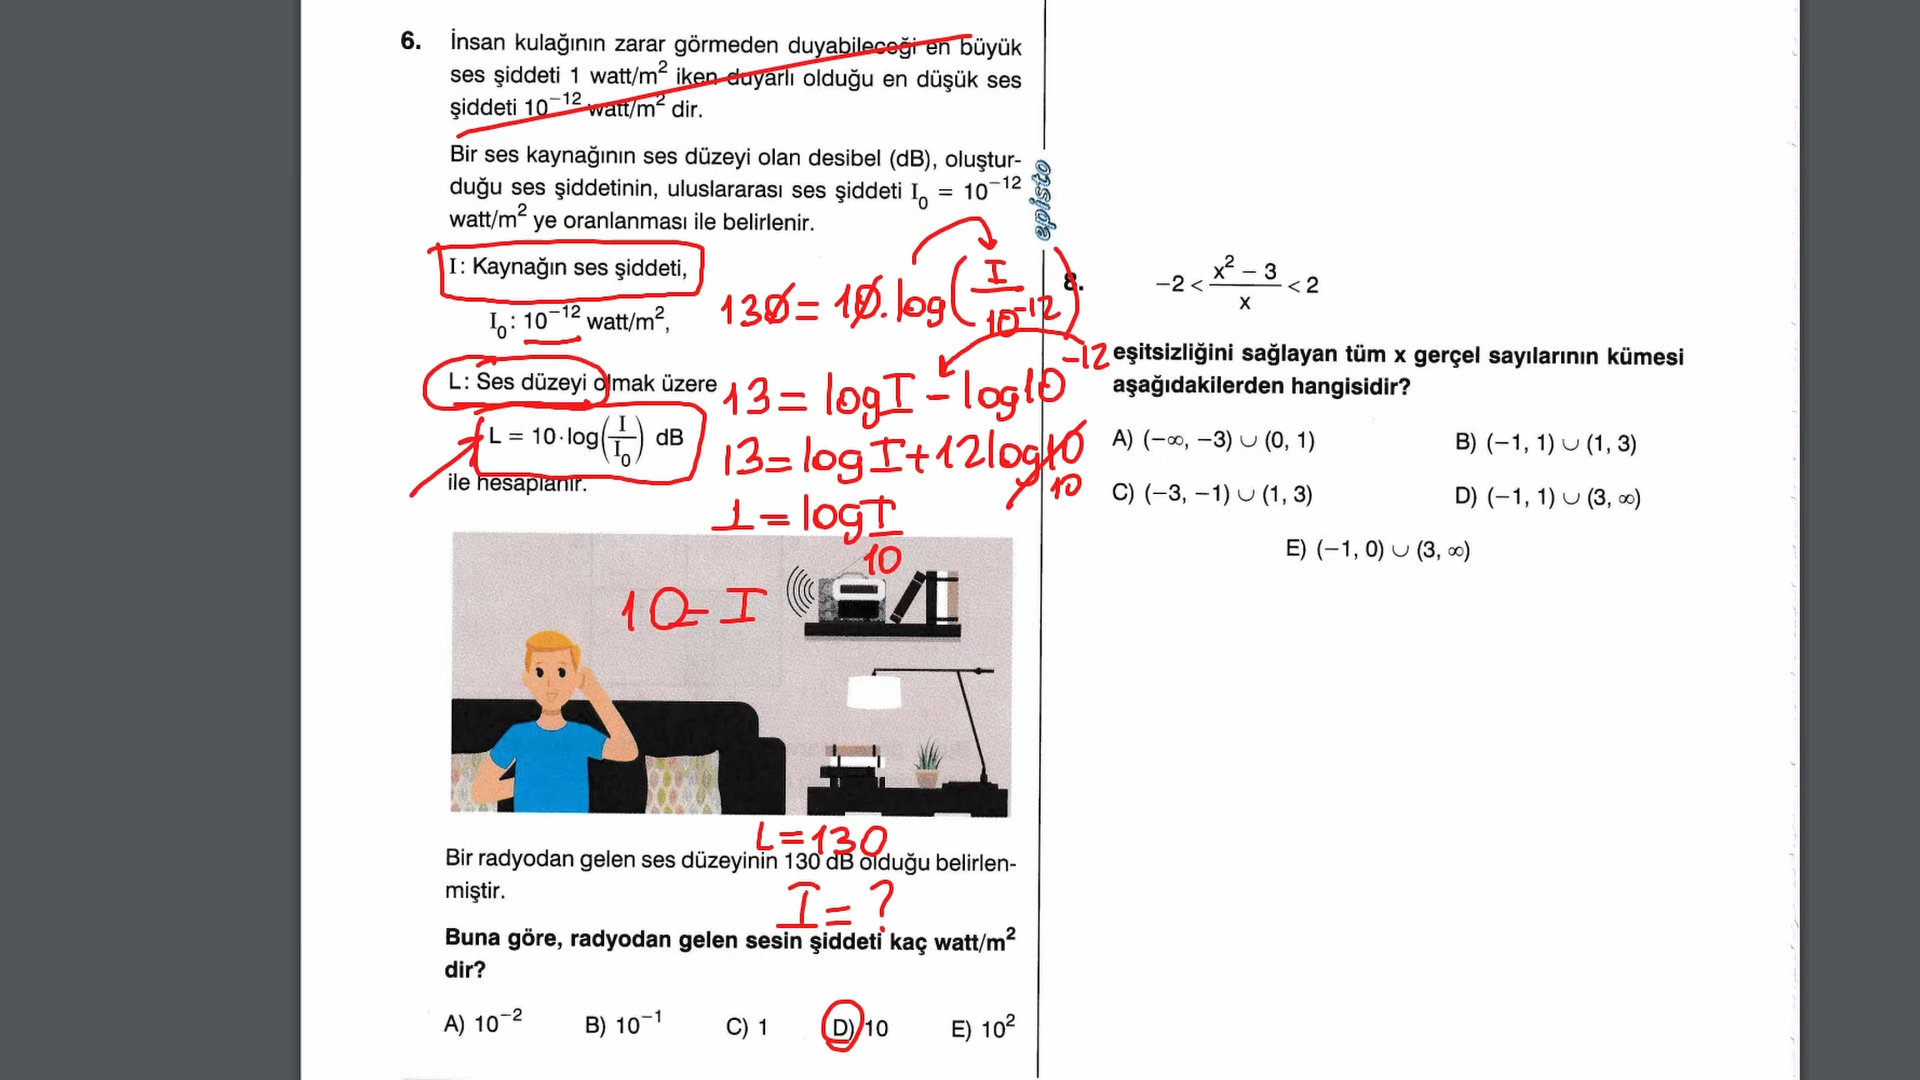 6. İnsan kulağının zarar görmeden duyabileceği en büyük
ses şiddeti 1 watt/m² iken duyarlı olduğu en düşük ses
şiddeti 10⁻¹² watt/m² dir.
Bir ses kaynağının ses düzeyi olan desibel (dB), oluştur-
duğu ses şiddetinin, uluslararası ses şiddeti I₀ = 10⁻¹²
watt/m² ye oranlanması ile belirlenir.
I : Kaynağın ses şiddeti,
I₀ : 10⁻¹² watt/m²,
L : Ses düzeyi olmak üzere
L = 10·log(I/I₀) dB
ile hesaplanır.
130 = 10.log(I/10⁻¹²)
13 = logI - log10⁻¹²
13 = logI + 12log10
10
1 = logI
10
10 = I
L = 130
Bir radyodan gelen ses düzeyinin 130 dB olduğu belirlen-
miştir.
I = ?
Buna göre, radyodan gelen sesin şiddeti kaç watt/m²
dir?
A) 10⁻² B) 10⁻¹ C) 1 D) 10 E) 10²
episto
8. -2 < (x² - 3)/x < 2
eşitsizliğini sağlayan tüm x gerçel sayılarının kümesi
aşağıdakilerden hangisidir?
A) (-∞, -3) ∪ (0, 1) B) (-1, 1) ∪ (1, 3)
C) (-3, -1) ∪ (1, 3) D) (-1, 1) ∪ (3, ∞)
E) (-1, 0) ∪ (3, ∞)